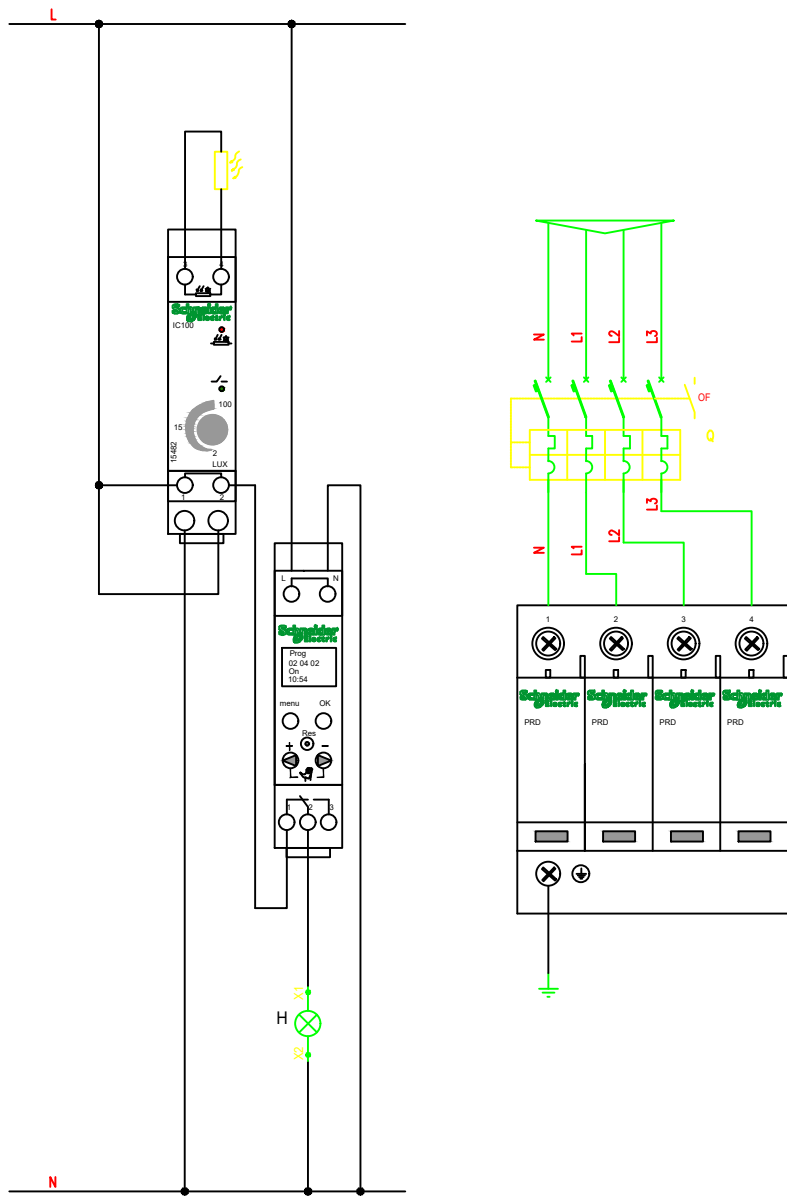 L
3 4
Schneider
Electric
IC100
100
15
2
LUX
15482
1 2
L N
Schneider
Electric
Prog
02 04 02
On
10:54
menu OK
Res
+ -
1 2 3
X1
H
X2
N
N L1 L2 L3
OF
Q
N L1 L2 L3
1 2 3 4
Schneider Schneider Schneider Schneider
Electric Electric Electric Electric
PRD PRD PRD PRD